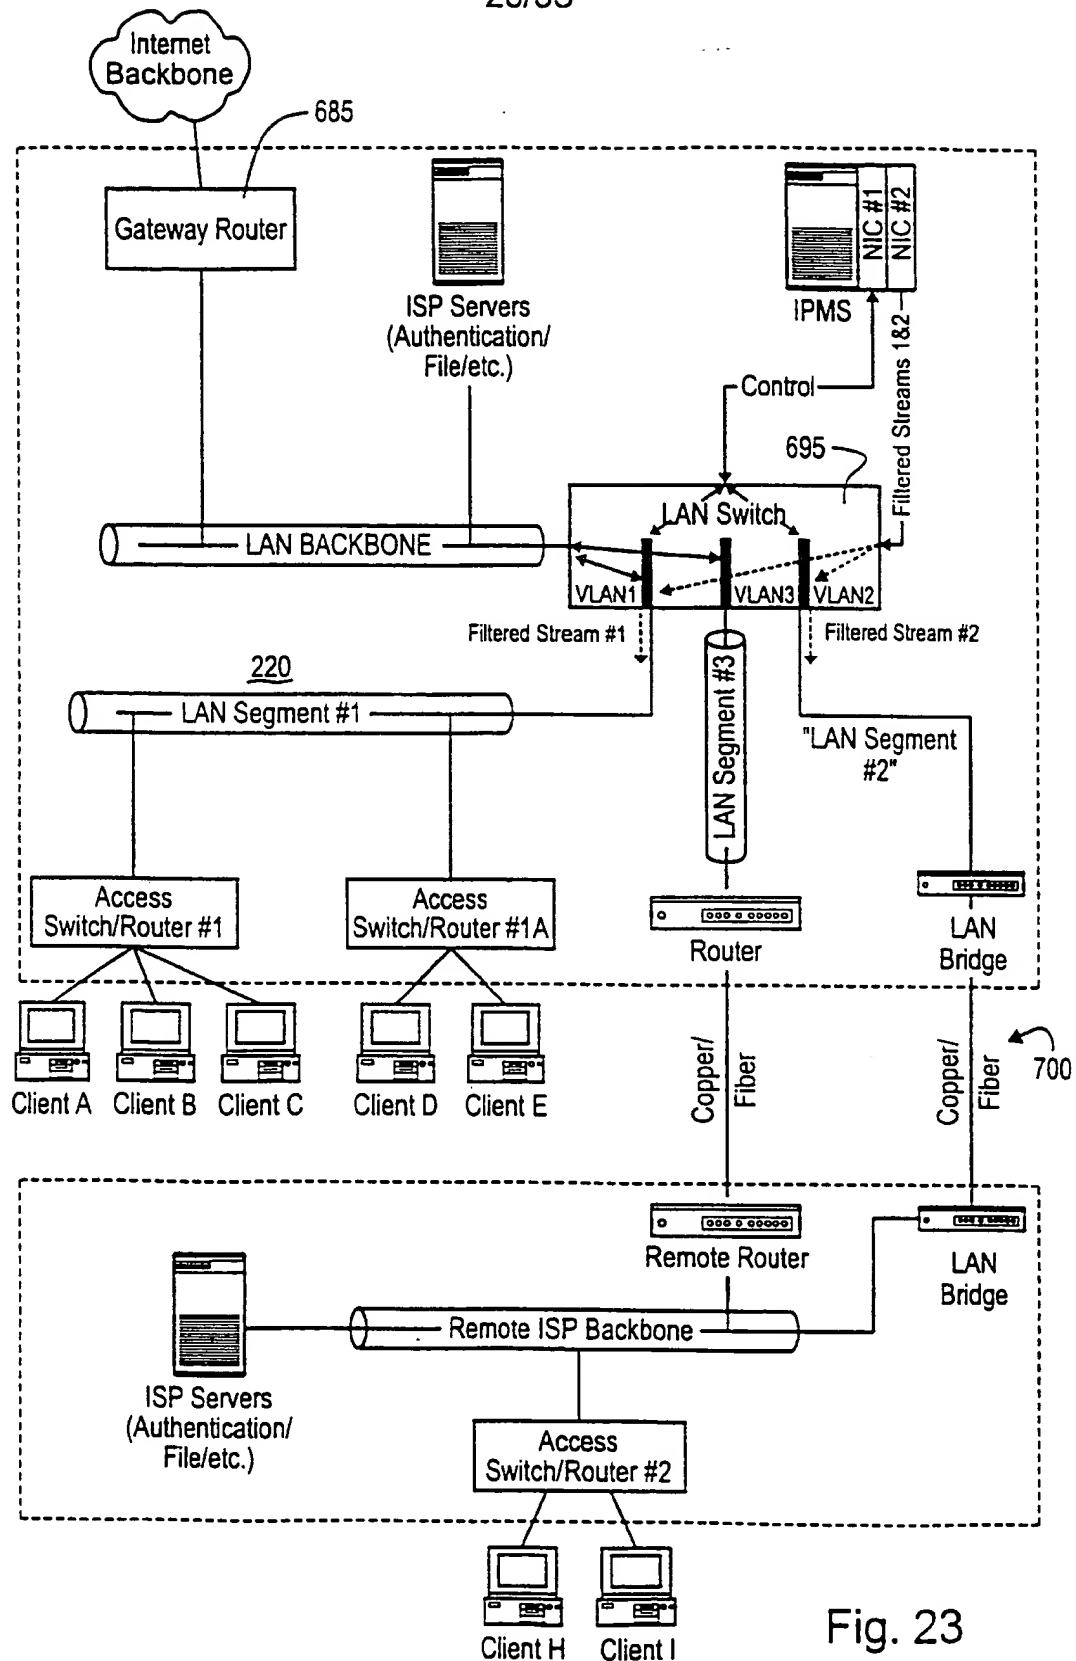 Internet
Backbone
685
Gateway Router
ISP Servers
(Authentication/
File/etc.)
NIC #1
NIC #2
IPMS
Filtered Streams 1&2
Control
695
LAN Switch
LAN BACKBONE
VLAN1
VLAN3
VLAN2
Filtered Stream #1
Filtered Stream #2
220
LAN Segment #1
LAN Segment #3
"LAN Segment
#2"
Access
Switch/Router #1
Access
Switch/Router #1A
Router
LAN
Bridge
Client A
Client B
Client C
Client D
Client E
Copper/
Fiber
Copper/
Fiber
700
Remote Router
LAN
Bridge
Remote ISP Backbone
ISP Servers
(Authentication/
File/etc.)
Access
Switch/Router #2
Client H
Client I
Fig. 23